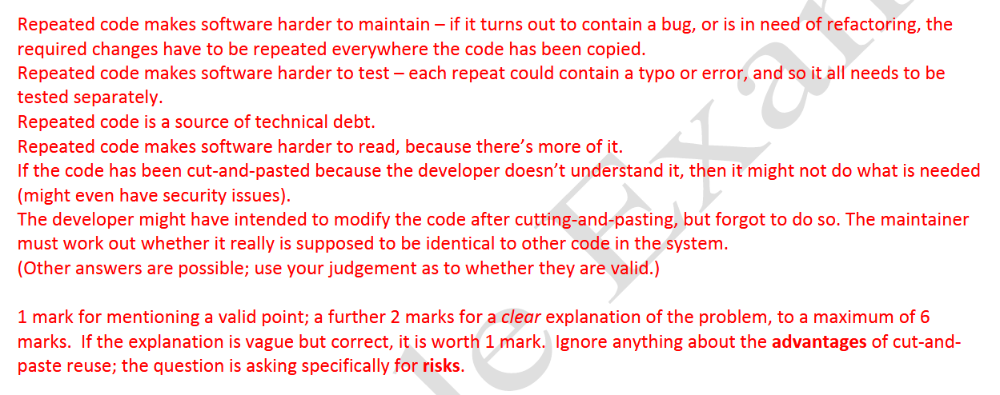 Repeated code makes software harder to maintain – if it turns out to contain a bug, or is in need of refactoring, the
required changes have to be repeated everywhere the code has been copied.
Repeated code makes software harder to test – each repeat could contain a typo or error, and so it all needs to be
tested separately.
Repeated code is a source of technical debt.
Repeated code makes software harder to read, because there's more of it.
If the code has been cut-and-pasted because the developer doesn't understand it, then it might not do what is needed
(might even have security issues).
The developer might have intended to modify the code after cutting-and-pasting, but forgot to do so. The maintainer
must work out whether it really is supposed to be identical to other code in the system.
(Other answers are possible; use your judgement as to whether they are valid.)
1 mark for mentioning a valid point; a further 2 marks for a clear explanation of the problem, to a maximum of 6
marks.  If the explanation is vague but correct, it is worth 1 mark.  Ignore anything about the advantages of cut-and-
paste reuse; the question is asking specifically for risks.